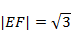 |EF| = √3